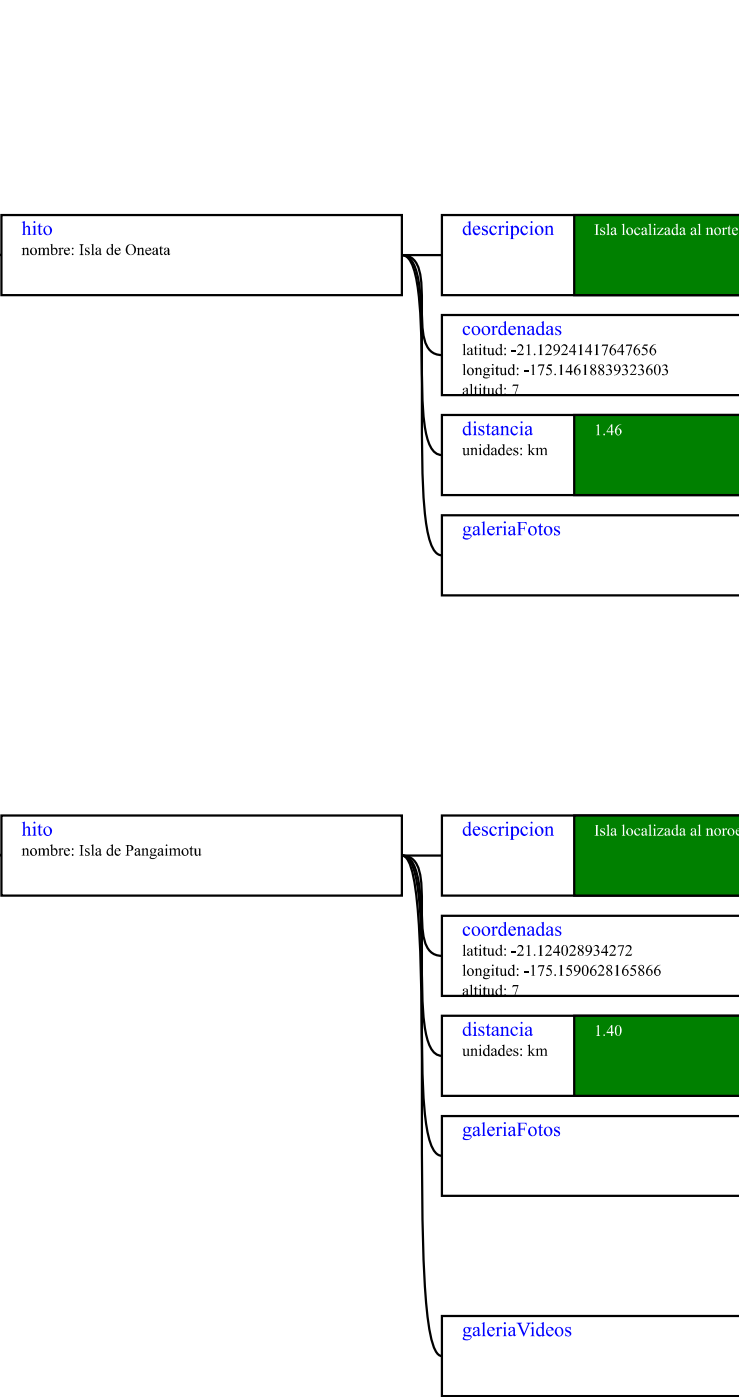 hito
nombre: Isla de Oneata
descripcion
Isla localizada al norte
coordenadas
latitud: -21.129241417647656
longitud: -175.14618839323603
altitud: 7
distancia
unidades: km
1.46
galeriaFotos
hito
nombre: Isla de Pangaimotu
descripcion
Isla localizada al noroe
coordenadas
latitud: -21.124028934272
longitud: -175.1590628165866
altitud: 7
distancia
unidades: km
1.40
galeriaFotos
galeriaVideos